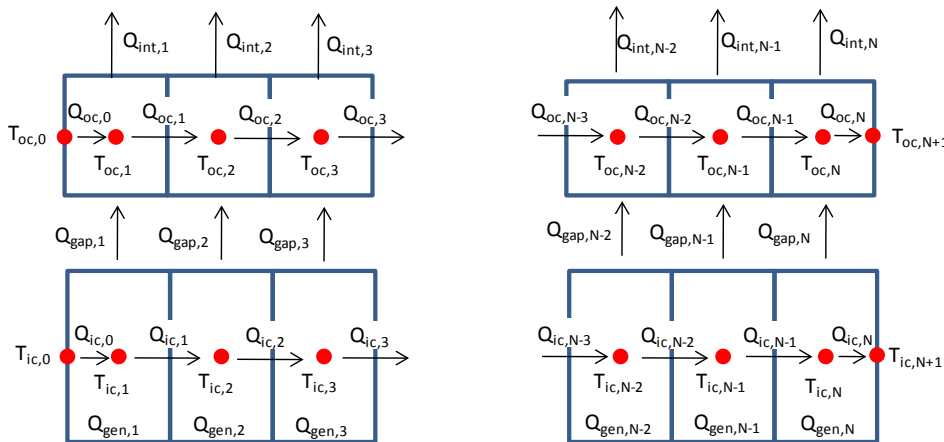 Q_int,1 Q_int,2 Q_int,3 Q_int,N-2 Q_int,N-1 Q_int,N
Q_oc,0 Q_oc,1 Q_oc,2 Q_oc,3 Q_oc,N-3 Q_oc,N-2 Q_oc,N-1 Q_oc,N
T_oc,0 T_oc,N+1
T_oc,1 T_oc,2 T_oc,3 T_oc,N-2 T_oc,N-1 T_oc,N
Q_gap,1 Q_gap,2 Q_gap,3 Q_gap,N-2 Q_gap,N-1 Q_gap,N
Q_ic,0 Q_ic,1 Q_ic,2 Q_ic,3 Q_ic,N-3 Q_ic,N-2 Q_ic,N-1 Q_ic,N
T_ic,0 T_ic,N+1
T_ic,1 T_ic,2 T_ic,3 T_ic,N-2 T_ic,N-1 T_ic,N
Q_gen,1 Q_gen,2 Q_gen,3 Q_gen,N-2 Q_gen,N-1 Q_gen,N